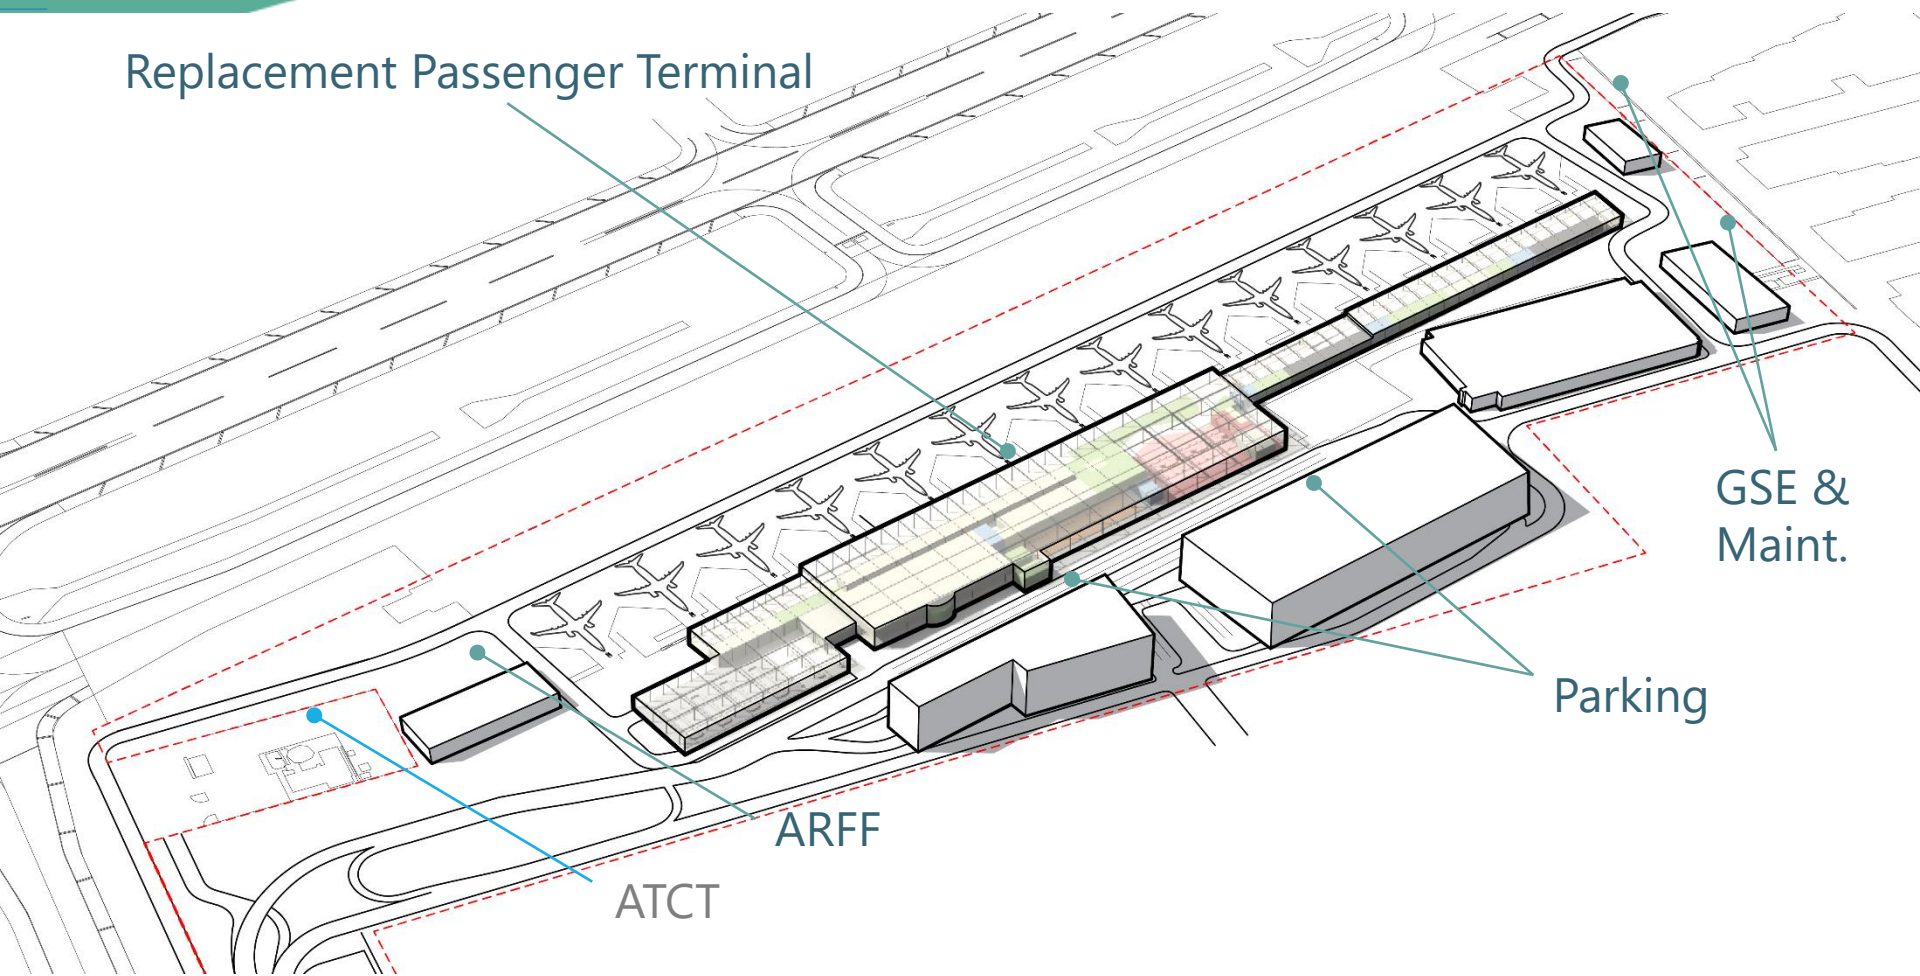 Replacement Passenger Terminal
GSE &
Maint.
Parking
ARFF
ATCT